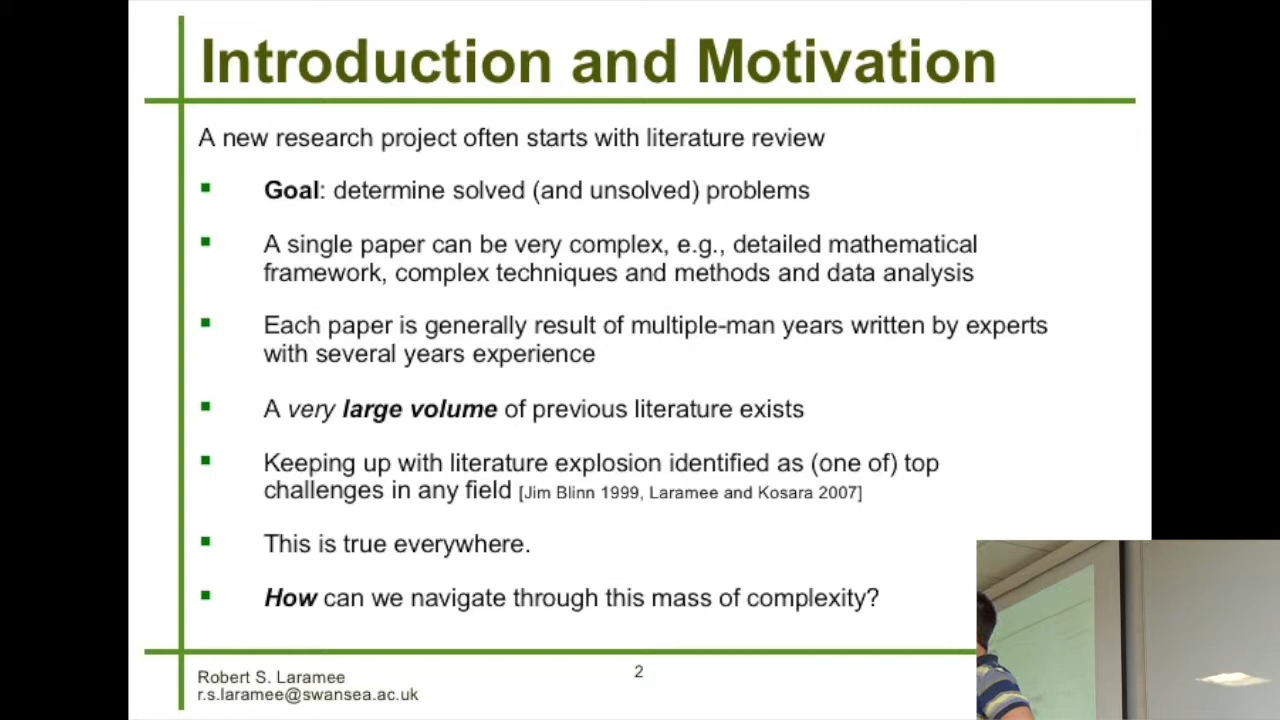 Introduction and Motivation
A new research project often starts with literature review
Goal: determine solved (and unsolved) problems
A single paper can be very complex, e.g., detailed mathematical
framework, complex techniques and methods and data analysis
Each paper is generally result of multiple-man years written by experts
with several years experience
A very large volume of previous literature exists
Keeping up with literature explosion identified as (one of) top
challenges in any field [Jim Blinn 1999, Laramee and Kosara 2007]
This is true everywhere.
How can we navigate through this mass of complexity?
Robert S. Laramee
r.s.laramee@swansea.ac.uk
2